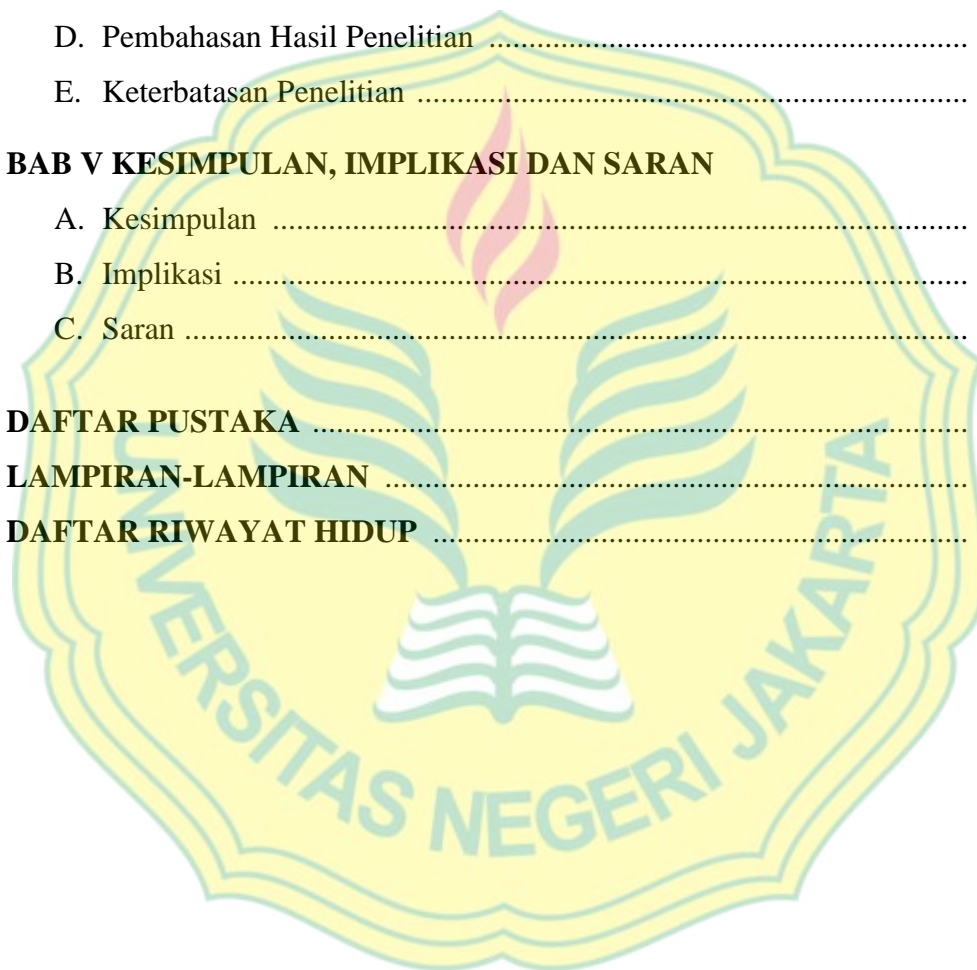 D. Pembahasan Hasil Penelitian ..................................................................
E. Keterbatasan Penelitian ............................................................................
BAB V KESIMPULAN, IMPLIKASI DAN SARAN
A. Kesimpulan ................................................................................................
B. Implikasi .....................................................................................................
C. Saran ............................................................................................................
DAFTAR PUSTAKA ..........................................................................................
LAMPIRAN-LAMPIRAN ................................................................................
DAFTAR RIWAYAT HIDUP ..........................................................................
UNIVERSITAS NEGERI JAKARTA